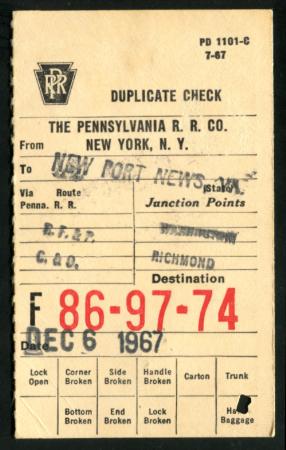 PRR
PD 1101-C
7-67
DUPLICATE CHECK
THE PENNSYLVANIA R. R. CO.
From NEW YORK, N. Y.
To NEW PORT NEWS, VA.
(State)
Via Route Junction Points
Penna. R. R.
R. F. & P. WASHINGTON
C. & O. RICHMOND
Destination
F 86-97-74
Date DEC 6 1967
Lock Open Corner Broken Side Broken Handle Broken Carton Trunk
Bottom Broken End Broken Lock Broken Baggage